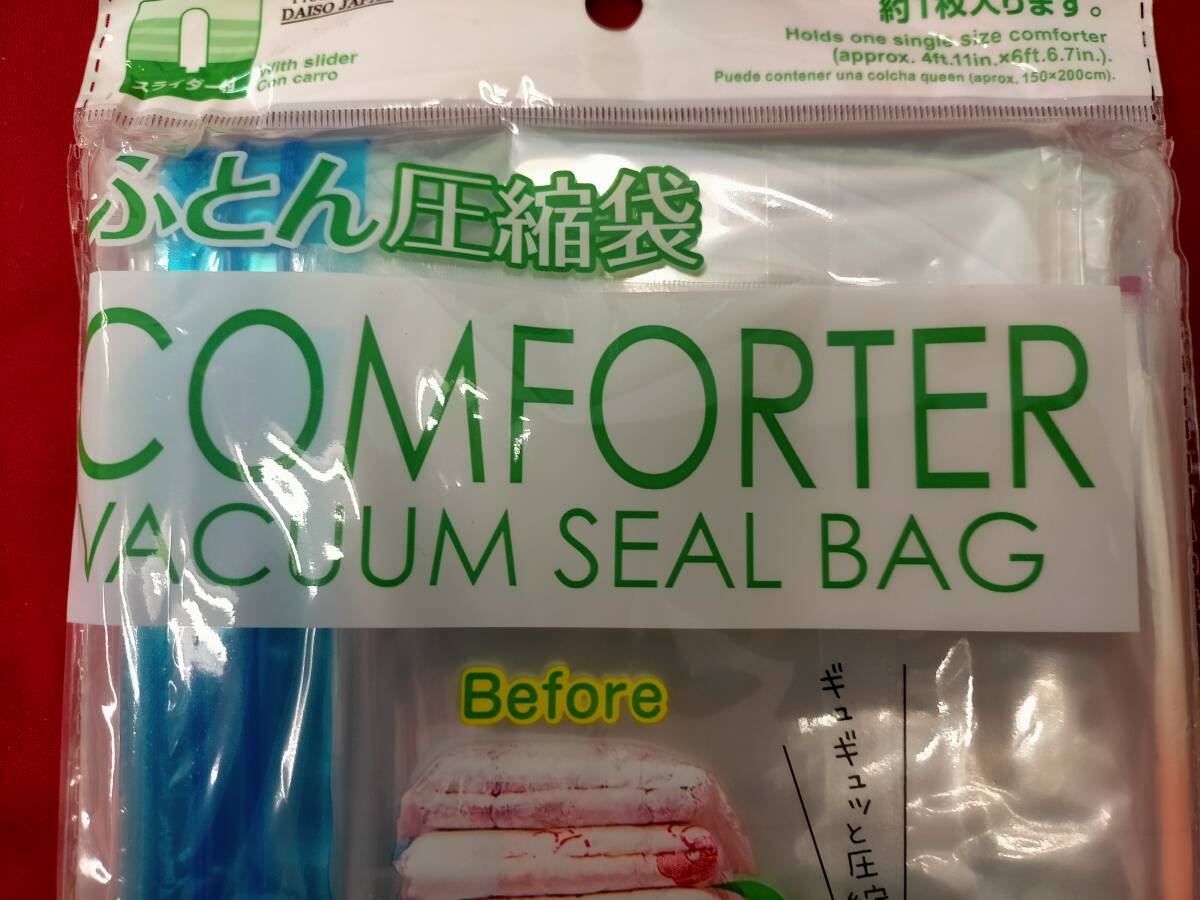 DAISO JAPAN
スライダー付
With slider
Con carro
約1枚入ります。
Holds one single size comforter
(approx. 4ft.11in.×6ft.6.7in.).
Puede contener una colcha queen (aprox. 150×200cm).
ふとん圧縮袋
COMFORTER
VACUUM SEAL BAG
Before
ギュギュッと圧縮